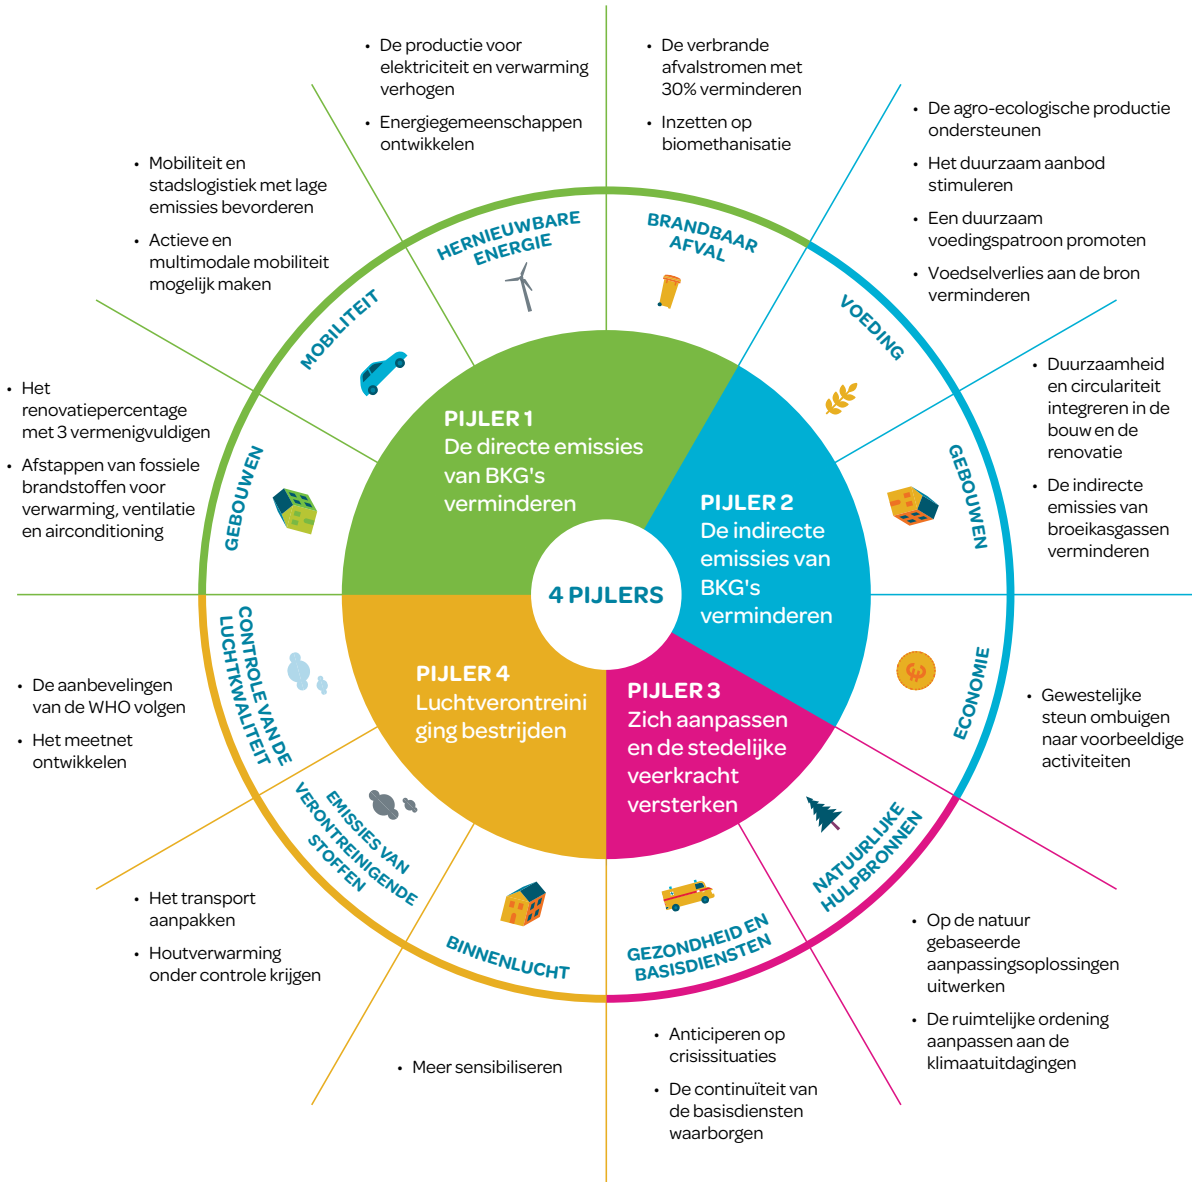 • De productie voor
elektriciteit en verwarming
verhogen
• Energiegemeenschappen
ontwikkelen
• De verbrande
afvalstromen met
30% verminderen
• Inzetten op
biomethanisatie
• De agro-ecologische productie
ondersteunen
• Het duurzaam aanbod
stimuleren
• Een duurzaam
voedingspatroon promoten
• Voedselverlies aan de bron
verminderen
• Mobiliteit en
stadslogistiek met lage
emissies bevorderen
• Actieve en
multimodale mobiliteit
mogelijk maken
HERNIEUWBARE
ENERGIE
BRANDBAAR
AFVAL
MOBILITEIT
VOEDING
• Het
renovatiepercentage
met 3 vermenigvuldigen
• Afstappen van fossiele
brandstoffen voor
verwarming, ventilatie
en airconditioning
GEBOUWEN
PIJLER 1
De directe emissies
van BKG's
verminderen
PIJLER 2
De indirecte
emissies van
BKG's
verminderen
GEBOUWEN
• Duurzaamheid
en circulariteit
integreren in de
bouw en de
renovatie
• De indirecte
emissies van
broeikasgassen
verminderen
4 PIJLERS
• De aanbevelingen
van de WHO volgen
• Het meetnet
ontwikkelen
CONTROLE VAN DE
LUCHTKWALITEIT
PIJLER 4
Luchtverontreini
ging bestrijden
PIJLER 3
Zich aanpassen
en de stedelijke
veerkracht
versterken
ECONOMIE
• Gewestelijke
steun ombuigen
naar voorbeeldige
activiteiten
EMISSIES VAN
VERONTREINIGENDE
STOFFEN
BINNENLUCHT
GEZONDHEID EN
BASISDIENSTEN
NATUURLIJKE
HULPBRONNEN
• Het transport
aanpakken
• Houtverwarming
onder controle krijgen
• Meer sensibiliseren
• Anticiperen op
crisissituaties
• De continuïteit van
de basisdiensten
waarborgen
• Op de natuur
gebaseerde
aanpassingsoplossingen
uitwerken
• De ruimtelijke ordening
aanpassen aan de
klimaatuitdagingen